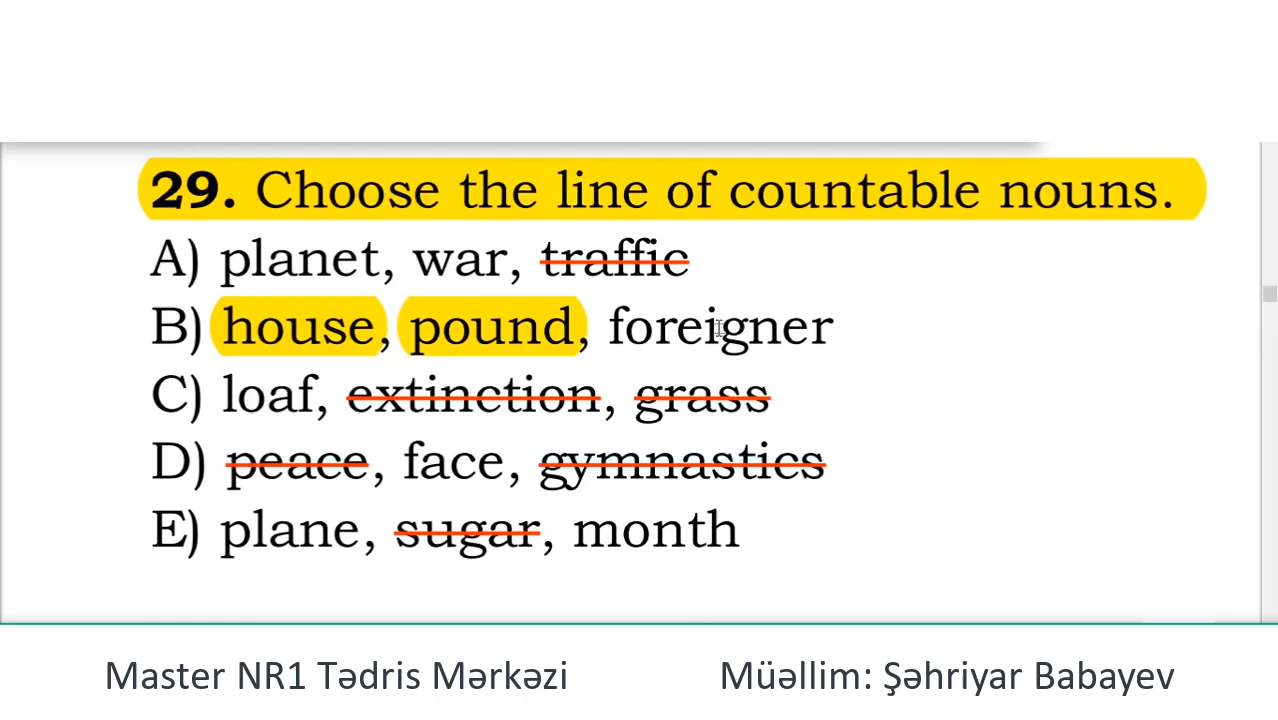 29. Choose the line of countable nouns.
A) planet, war, traffic
B) house, pound, foreigner
C) loaf, extinction, grass
D) peace, face, gymnastics
E) plane, sugar, month
Master NR1 Tədris Mərkəzi Müəllim: Şəhriyar Babayev